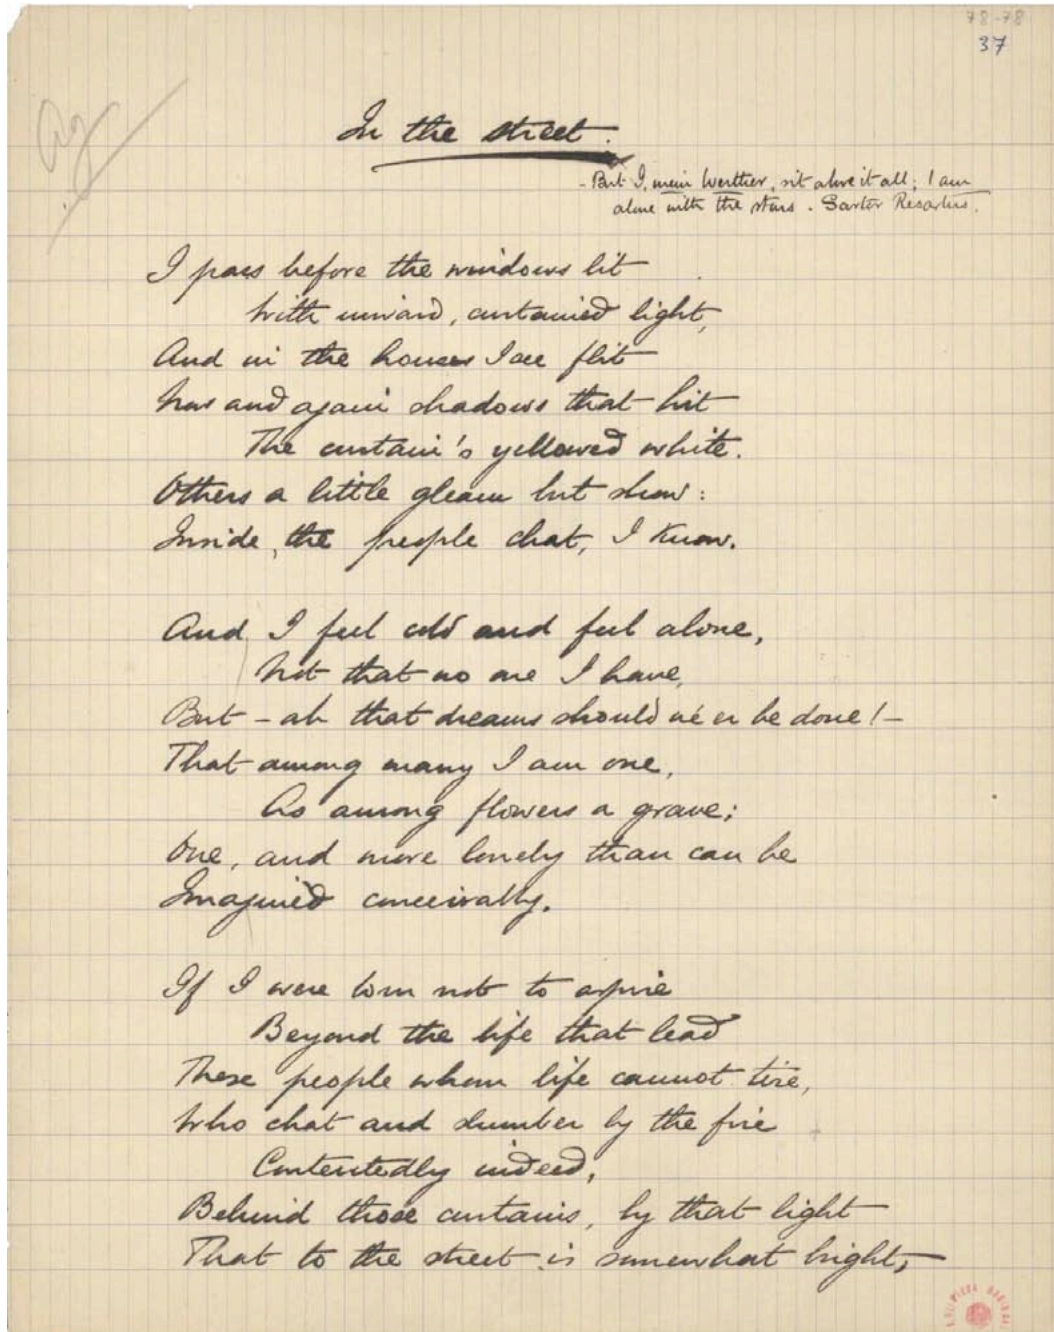 78-78
37
In the street.
- But I, mein Werther, sit above it all; I am
alone with the stars. Sartor Resartus.
I pass before the windows lit
With inward, curtained light,
And in the houses I see flit
Now and again shadows that hit
The curtain's yellowed white.
Others a little gleam but show:
Inside, the people chat, I know.
And I feel cold and feel alone,
Not that no one I have,
But - ah that dreams should ne'er be done! -
That among many I am one,
As among flowers a grave;
One, and more lonely than can be
Imagined conceivably.
If I were born not to aspire
Beyond the life that lead
These people whom life cannot tire,
Who chat and slumber by the fire
Contentedly indeed,
Behind those curtains, by that light
That to the street is somewhat bright,